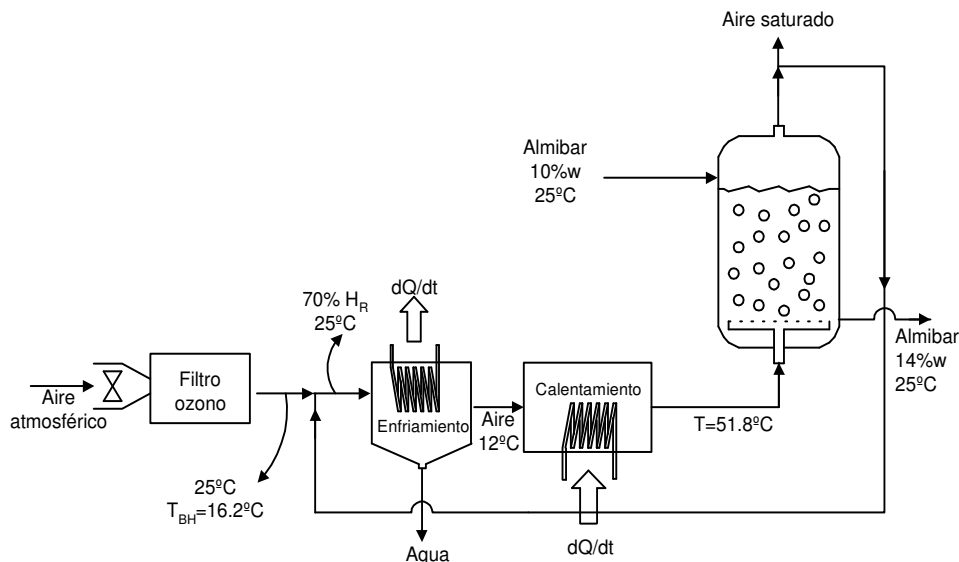 Aire saturado
Almibar
10%w
25ºC
dQ/dt
70% H_R
25ºC
Almibar
14%w
25ºC
Aire
atmosférico
Filtro
ozono
Enfriamiento
Aire
12ºC
Calentamiento
T=51.8ºC
25ºC
T_BH=16.2ºC
Agua
dQ/dt